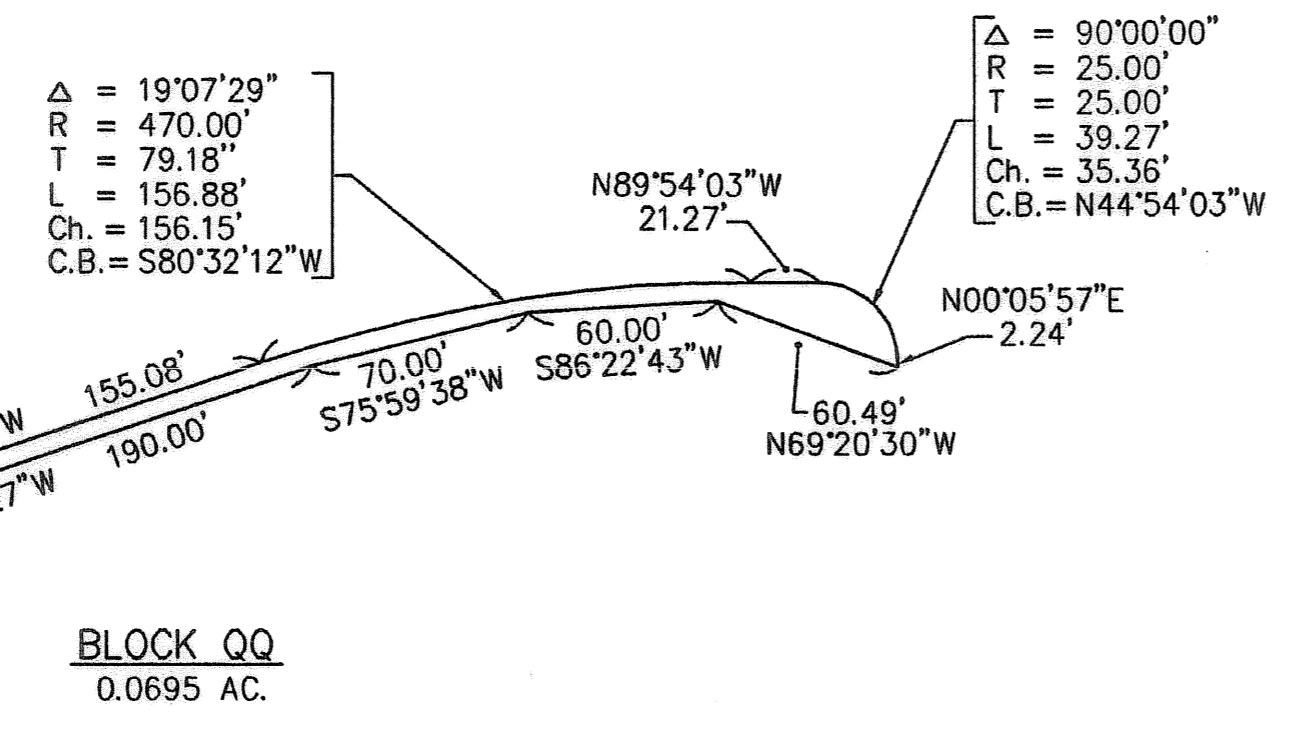 Δ = 19°07'29"
R = 470.00'
T = 79.18"
L = 156.88'
Ch. = 156.15'
C.B.= S80°32'12"W
Δ = 90°00'00"
R = 25.00'
T = 25.00'
L = 39.27'
Ch. = 35.36'
C.B.= N44°54'03"W
N89°54'03"W
21.27'
N00°05'57"E
2.24'
155.08'
W
190.00'
7"W
70.00'
S75°59'38"W
60.00'
S86°22'43"W
60.49'
N69°20'30"W
BLOCK QQ
0.0695 AC.